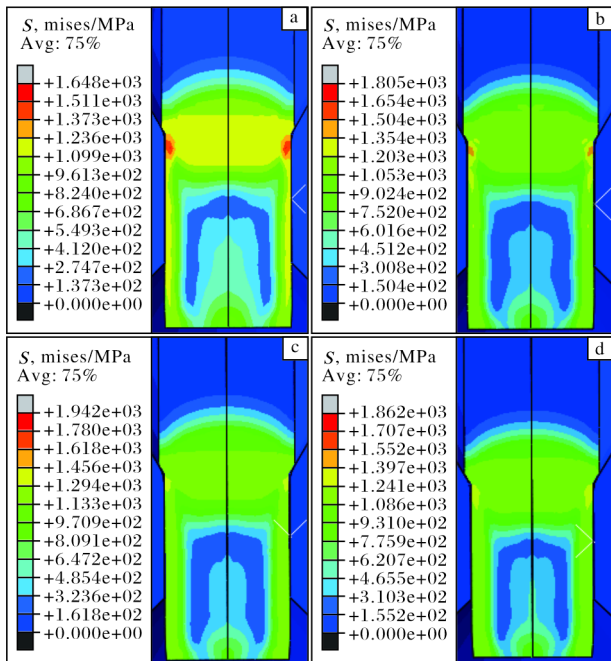 a
S, mises/MPa
Avg: 75%
+1.648e+03
+1.511e+03
+1.373e+03
+1.236e+03
+1.099e+03
+9.613e+02
+8.240e+02
+6.867e+02
+5.493e+02
+4.120e+02
+2.747e+02
+1.373e+02
+0.000e+00
b
S, mises/MPa
Avg: 75%
+1.805e+03
+1.654e+03
+1.504e+03
+1.354e+03
+1.203e+03
+1.053e+03
+9.024e+02
+7.520e+02
+6.016e+02
+4.512e+02
+3.008e+02
+1.504e+02
+0.000e+00
c
S, mises/MPa
Avg: 75%
+1.942e+03
+1.780e+03
+1.618e+03
+1.456e+03
+1.294e+03
+1.133e+03
+9.709e+02
+8.091e+02
+6.472e+02
+4.854e+02
+3.236e+02
+1.618e+02
+0.000e+00
d
S, mises/MPa
Avg: 75%
+1.862e+03
+1.707e+03
+1.552e+03
+1.397e+03
+1.241e+03
+1.086e+03
+9.310e+02
+7.759e+02
+6.207e+02
+4.655e+02
+3.103e+02
+1.552e+02
+0.000e+00